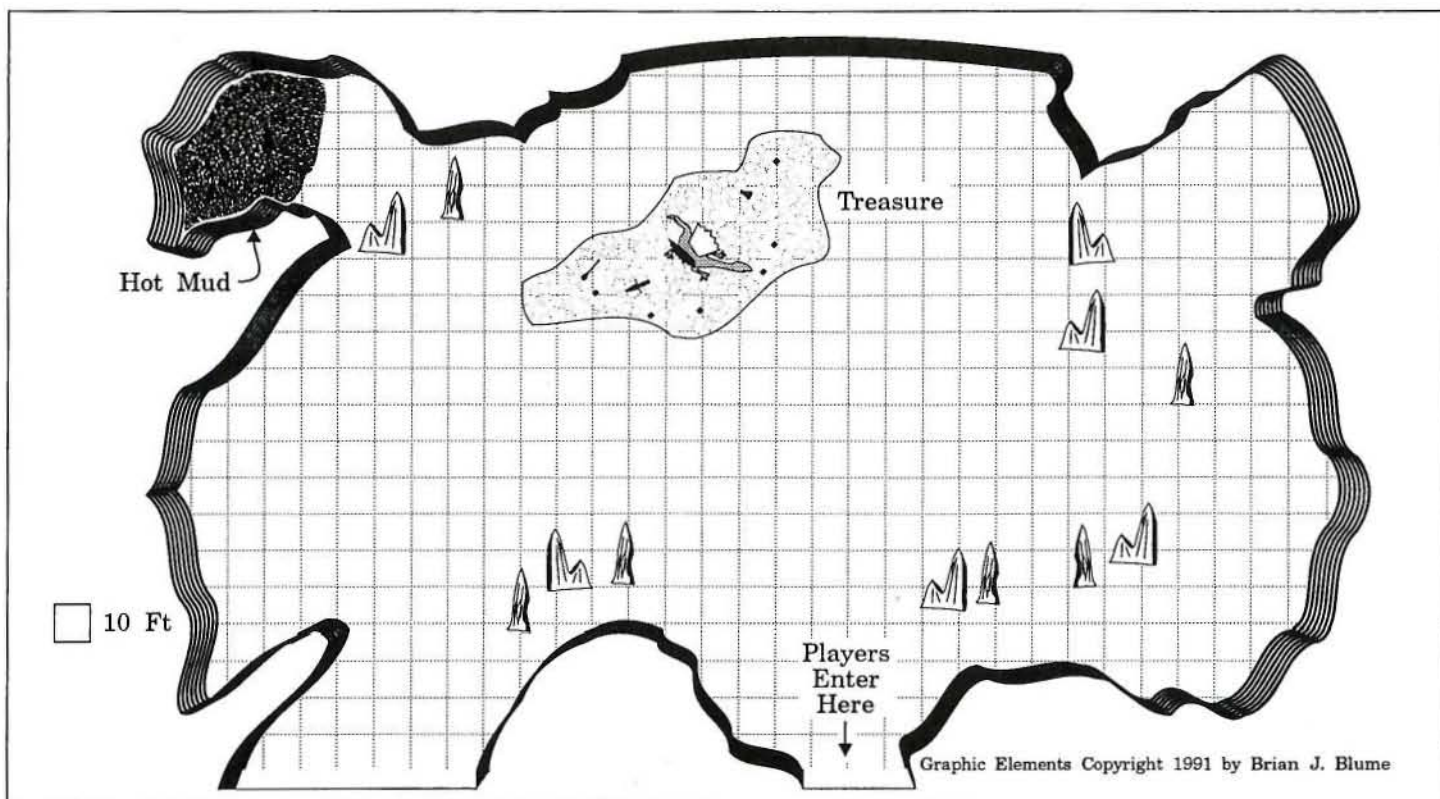 Treasure
Hot Mud
10 Ft
Players
Enter
Here
Graphic Elements Copyright 1991 by Brian J. Blume